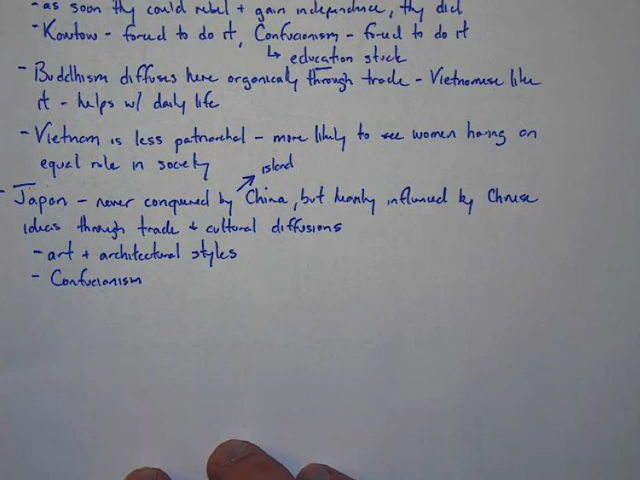 - as soon thy could rebel + gain independence, thy did
- Kowtow - forced to do it, Confucianism - forced to do it
↳ education stuck
- Buddhism diffuses here organically through trade - Vietnamese like
it - helps w/ daily life
- Vietnam is less patriarchal - more likely to see women having an
equal role in society
island
- Japan - never conquered by China, but heavily influenced by Chinese
ideas through trade + cultural diffusions
- art + architectural styles
- Confucianism